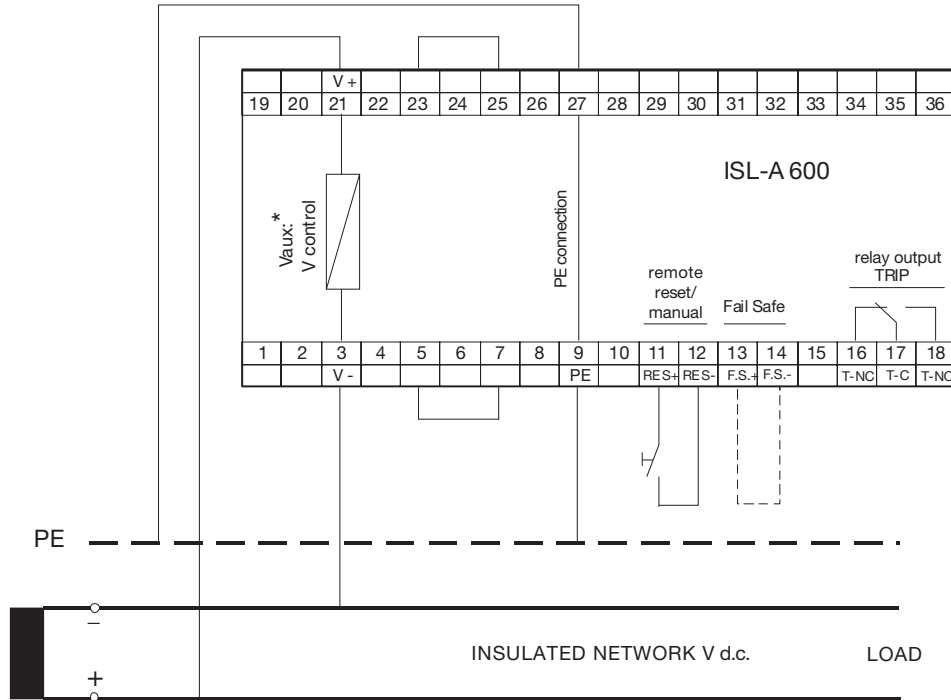 V +
19 20 21 22 23 24 25 26 27 28 29 30 31 32 33 34 35 36
ISL-A 600
Vaux:*
V control
PE connection
remote
reset/
manual
Fail Safe
relay output
TRIP
1 2 3 4 5 6 7 8 9 10 11 12 13 14 15 16 17 18
V - PE RES+ RES- F.S.+ F.S.- T-NC T-C T-NC
PE
−
+
INSULATED NETWORK V d.c.
LOAD